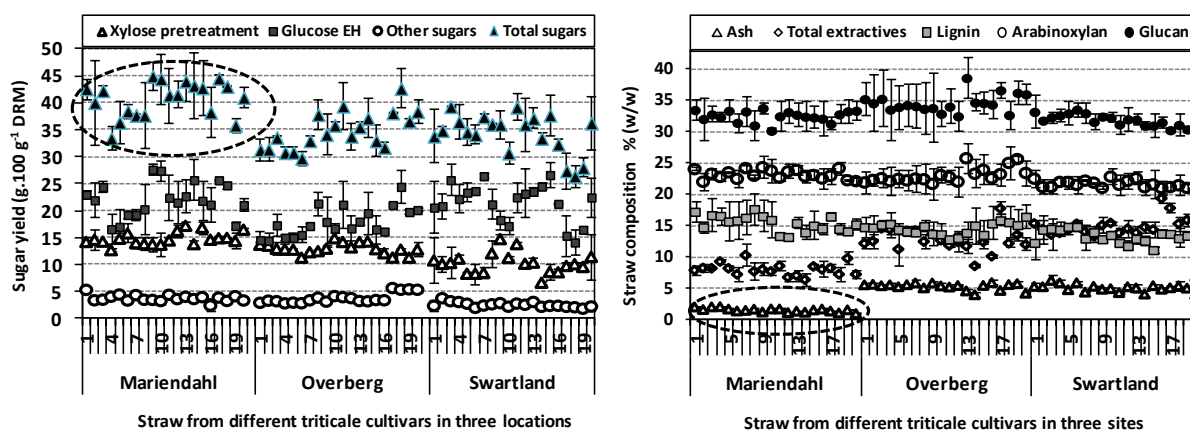 Xylose pretreatment Glucose EH Other sugars Total sugars
50
45
40
35
30
25
20
15
10
5
0
Sugar yield (g.100 g-1 DRM)
1 4 7 10 13 16 19 1 4 7 10 13 16 19 1 4 7 10 13 16 19
Mariendahl Overberg Swartland
Straw from different triticale cultivars in three locations
Ash Total extractives Lignin Arabinoxylan Glucan
40
35
30
25
20
15
10
5
0
Straw composition % (w/w)
1 5 9 13 17 1 5 9 13 17 1 5 9 13 17
Mariendahl Overberg Swartland
Straw from different triticale cultivars in three sites